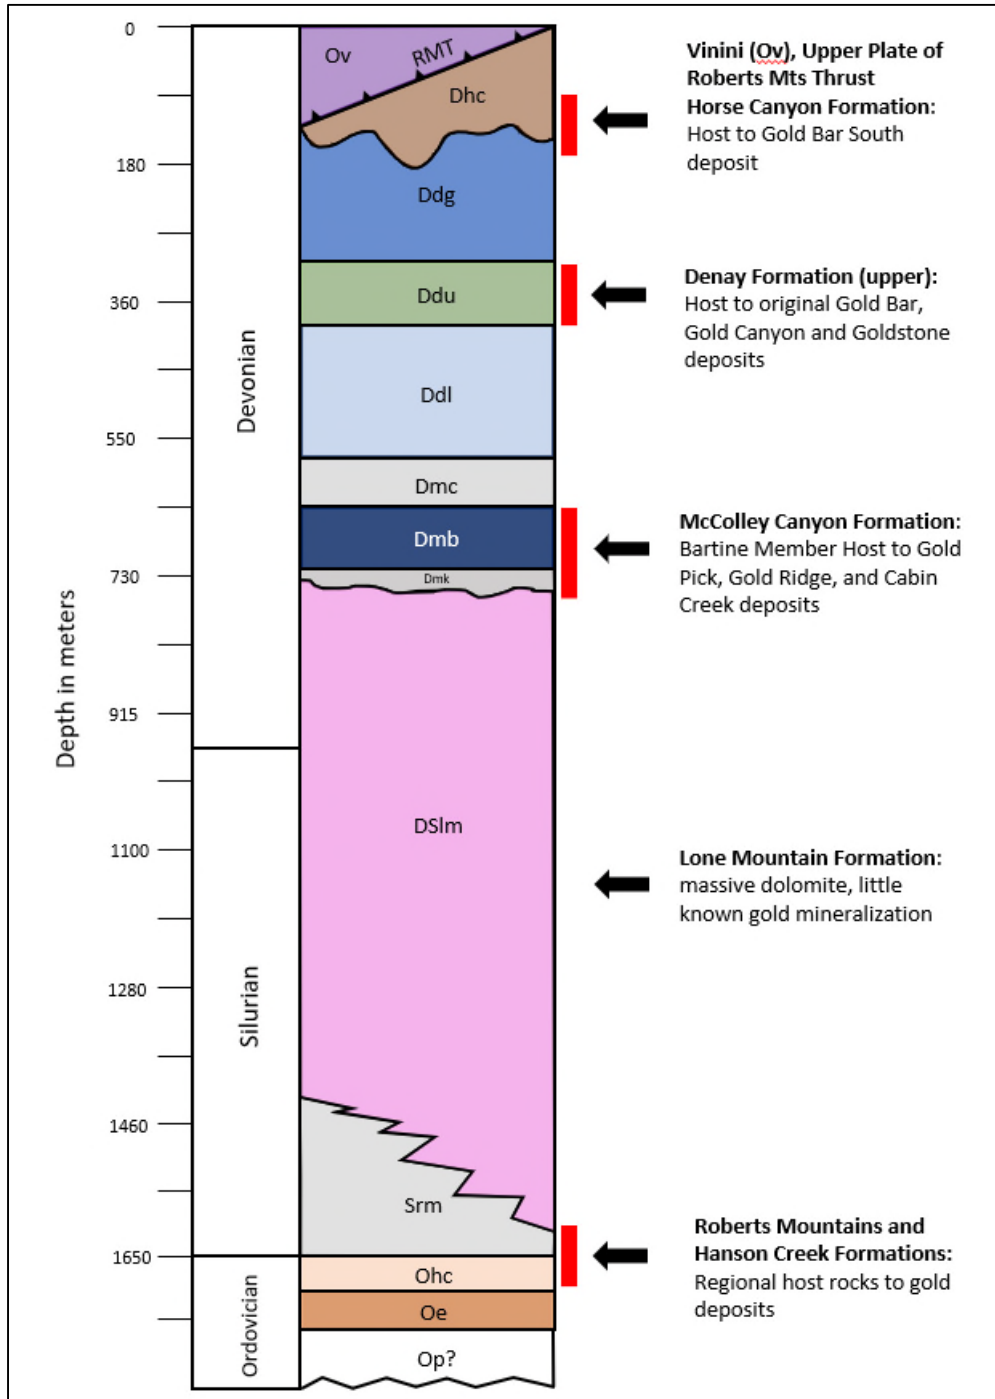 0
180
360
550
730
915
1100
1280
1460
1650
Depth in meters
Devonian
Silurian
Ordovician
Ov
RMT
Dhc
Ddg
Ddu
Ddl
Dmc
Dmb
Dmk
DSlm
Srm
Ohc
Oe
Op?
Vinini (Ov), Upper Plate of
Roberts Mts Thrust
Horse Canyon Formation:
Host to Gold Bar South
deposit
Denay Formation (upper):
Host to original Gold Bar,
Gold Canyon and Goldstone
deposits
McColley Canyon Formation:
Bartine Member Host to Gold
Pick, Gold Ridge, and Cabin
Creek deposits
Lone Mountain Formation:
massive dolomite, little
known gold mineralization
Roberts Mountains and
Hanson Creek Formations:
Regional host rocks to gold
deposits